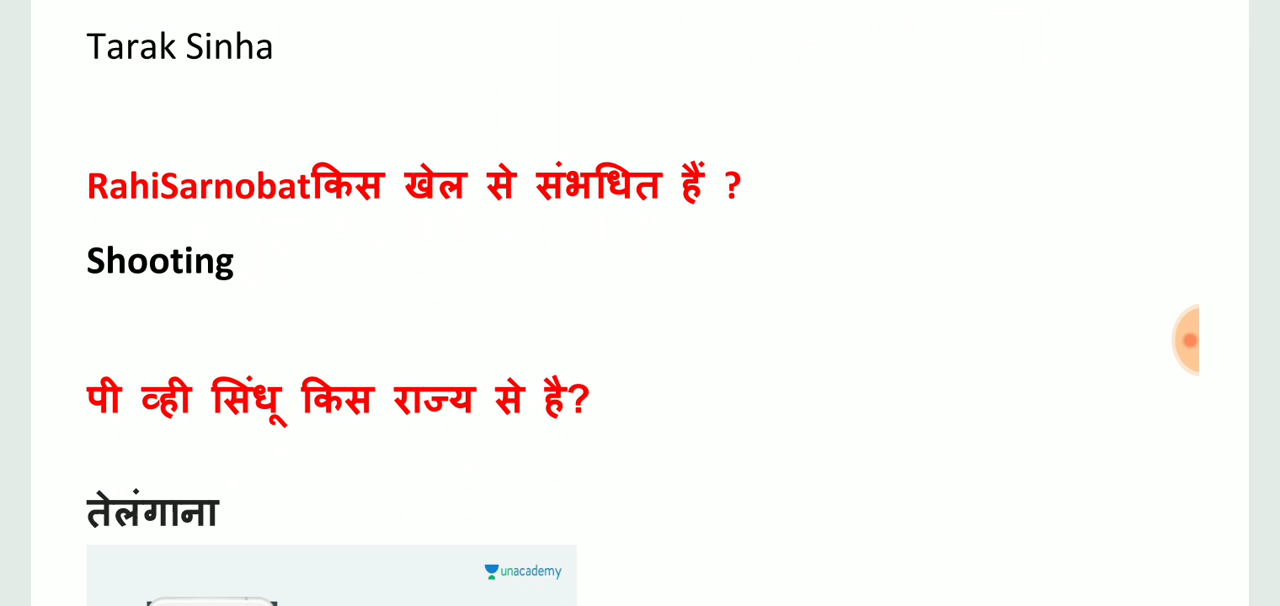 Tarak Sinha
RahiSarnobatकिस खेल से संभधित हैं ?
Shooting
पी व्ही सिंधू किस राज्य से है?
तेलंगाना
unacademy